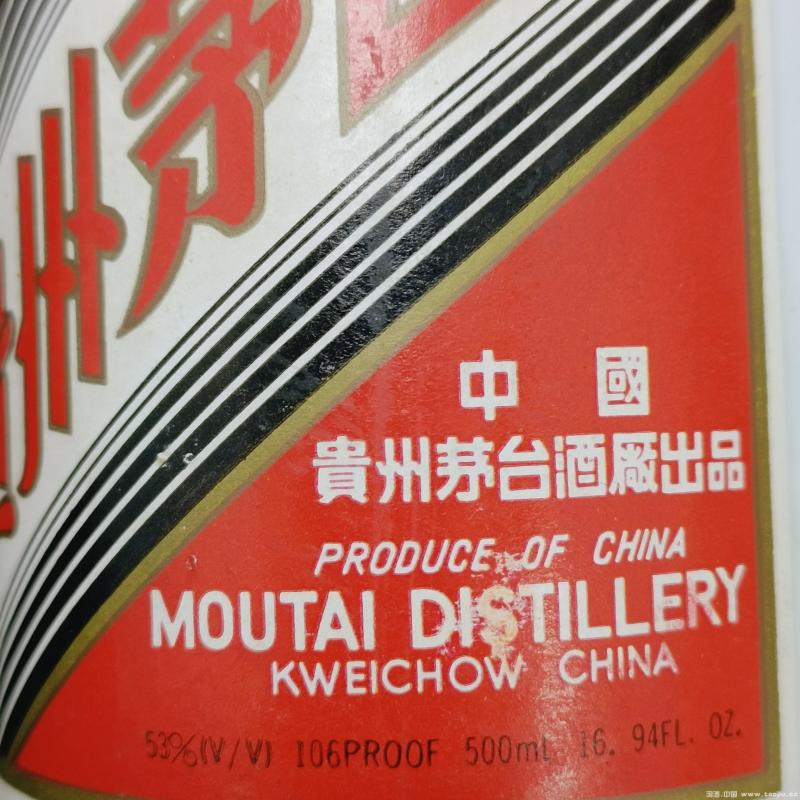 貴州茅
中國
貴州茅台酒廠出品
PRODUCE OF CHINA
MOUTAI DISTILLERY
KWEICHOW CHINA
53%(V/V) 106PROOF 500mL 16. 94FL. OZ.